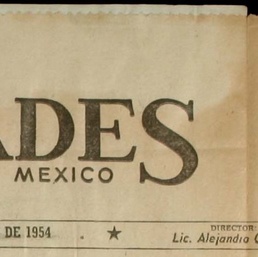 ADES
MEXICO
DE 1954 . ★
DIRECTOR:
Lic. Alejandro